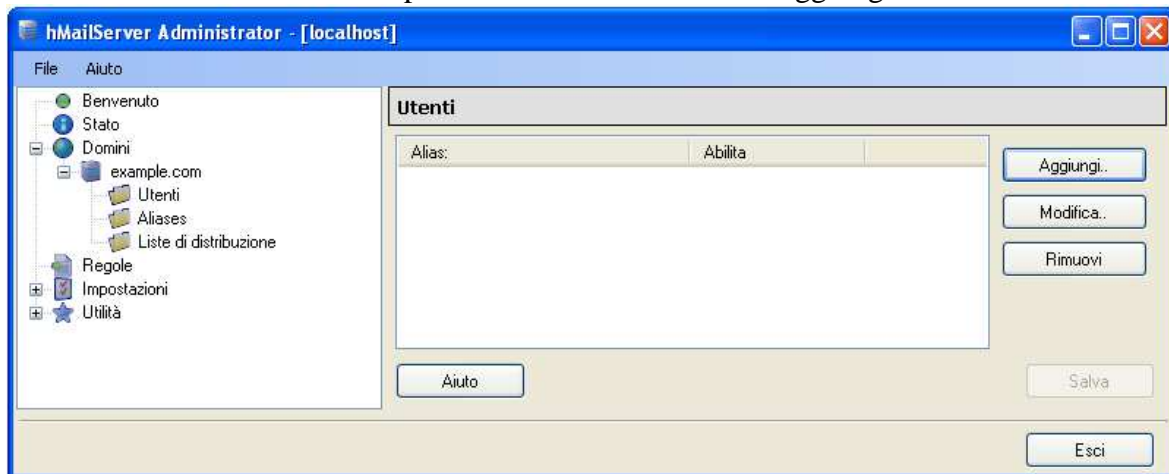 hMailServer Administrator - [localhost]
File Aiuto
Benvenuto
Stato
Domini
example.com
Utenti
Aliases
Liste di distribuzione
Regole
Impostazioni
Utilità
Utenti
Alias: Abilita
Aggiungi..
Modifica..
Rimuovi
Aiuto
Salva
Esci